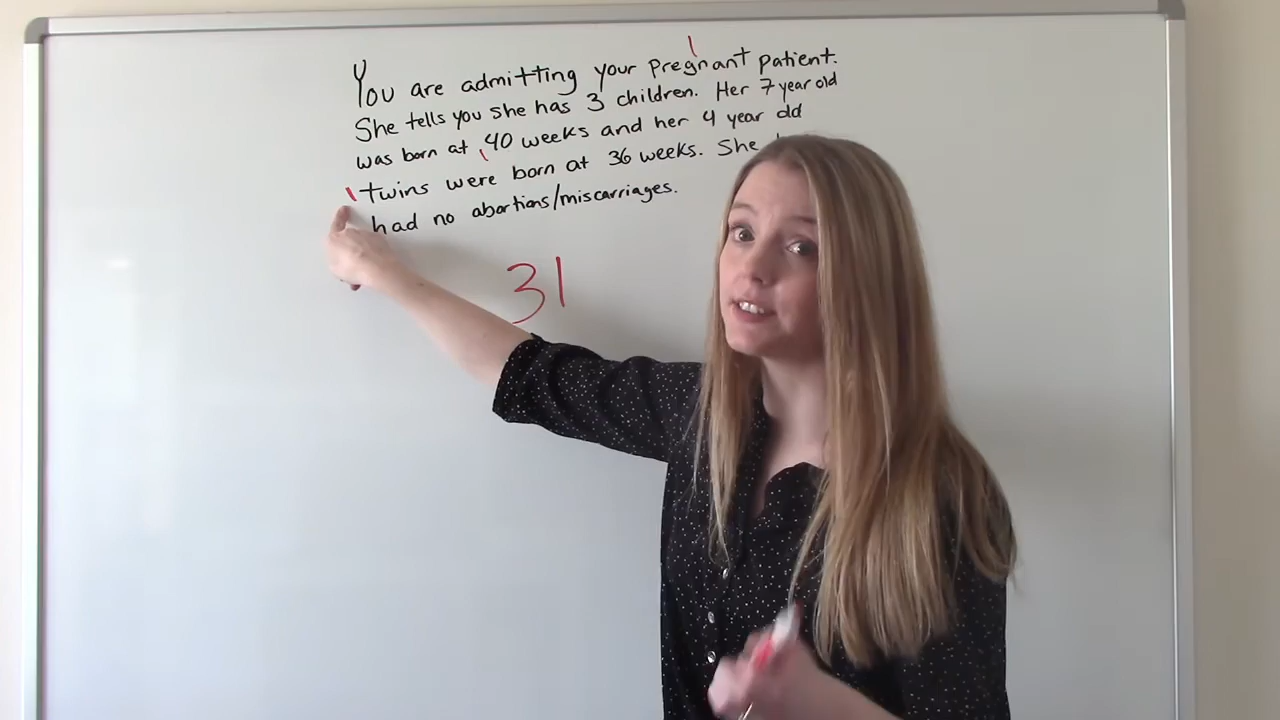 You are admitting your pregnant patient.
She tells you she has 3 children. Her 7 year old
was born at 40 weeks and her 4 year old
twins were born at 36 weeks. She
had no abortions/miscarriages.
31